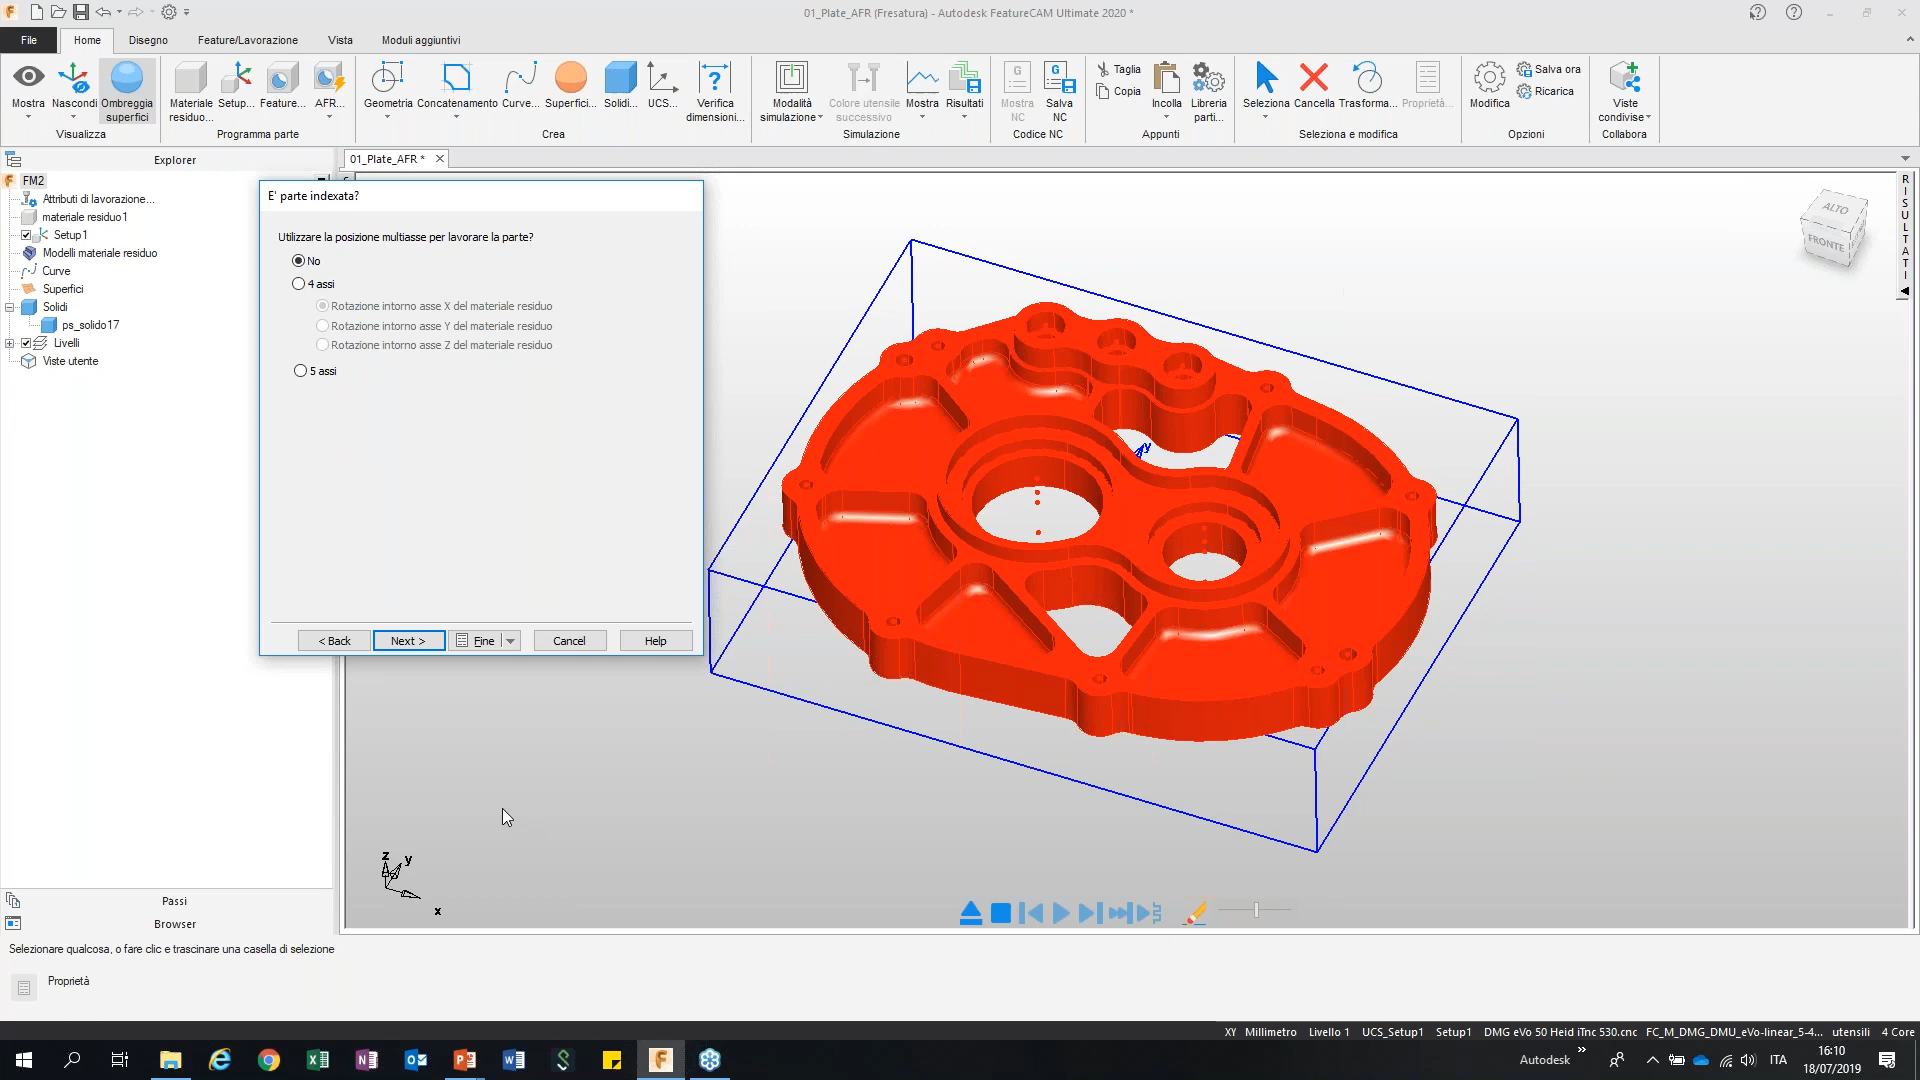 01_Plate_AFR (Fresatura) - Autodesk FeatureCAM Ultimate 2020 *
File
Home
Disegno
Feature/Lavorazione
Vista
Moduli aggiuntivi
Mostra
Nascondi
Ombreggia superfici
Materiale residuo...
Setup...
Feature...
AFR...
Geometria
Concatenamento
Curve...
Superfici...
Solidi...
UCS...
Verifica dimensioni...
Modalità simulazione
Colore utensile successivo
Mostra
Risultati
Mostra NC
Salva NC
Taglia
Copia
Incolla
Libreria parti...
Seleziona
Cancella
Trasforma...
Proprietà...
Modifica
Salva ora
Ricarica
Viste condivise
Visualizza
Programma parte
Crea
Simulazione
Codice NC
Appunti
Seleziona e modifica
Opzioni
Collabora
Explorer
01_Plate_AFR *
FM2
Attributi di lavorazione...
materiale residuo1
Setup1
Modelli materiale residuo
Curve
Superfici
Solidi
ps_solido17
Livelli
Viste utente
E' parte indexata?
Utilizzare la posizione multiasse per lavorare la parte?
No
4 assi
Rotazione intorno asse X del materiale residuo
Rotazione intorno asse Y del materiale residuo
Rotazione intorno asse Z del materiale residuo
5 assi
< Back
Next >
Fine
Cancel
Help
ALTO
FRONTE
RISULTATI
y
z
y
x
Passi
Browser
Selezionare qualcosa, o fare clic e trascinare una casella di selezione
Proprietà
XY Millimetro Livello 1 UCS_Setup1 Setup1 DMG eVo 50 Heid iTnc 530.cnc FC_M_DMG_DMU_eVo-linear_5-4... utensili 4 Core
Autodesk
ITA
16:10
18/07/2019